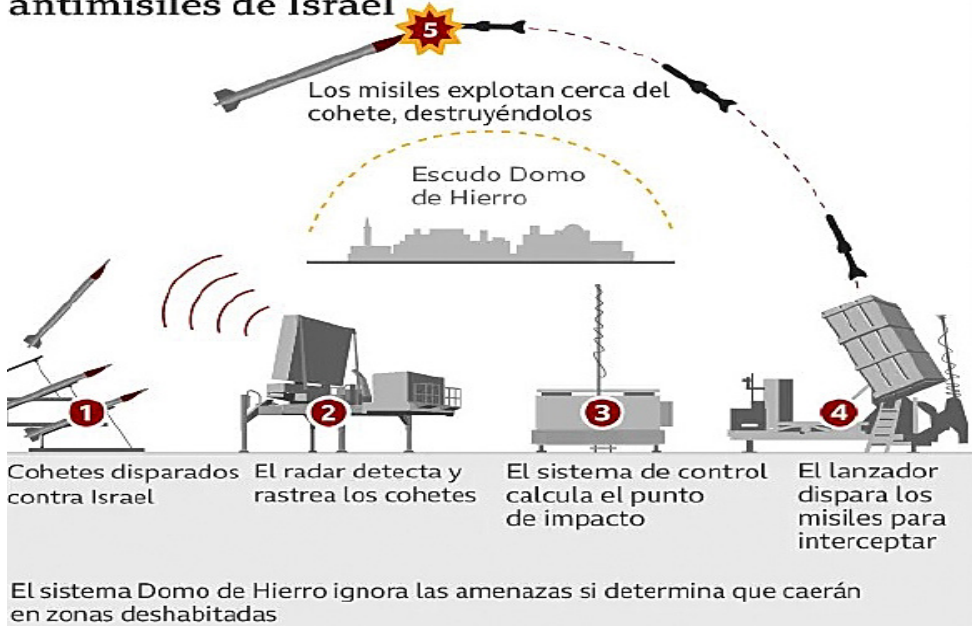 antimisiles de Israel
5
Los misiles explotan cerca del
cohete, destruyéndolos
Escudo Domo
de Hierro
1
2
3
4
Cohetes disparados
contra Israel
El radar detecta y
rastrea los cohetes
El sistema de control
calcula el punto
de impacto
El lanzador
dispara los
misiles para
interceptar
El sistema Domo de Hierro ignora las amenazas si determina que caerán
en zonas deshabitadas